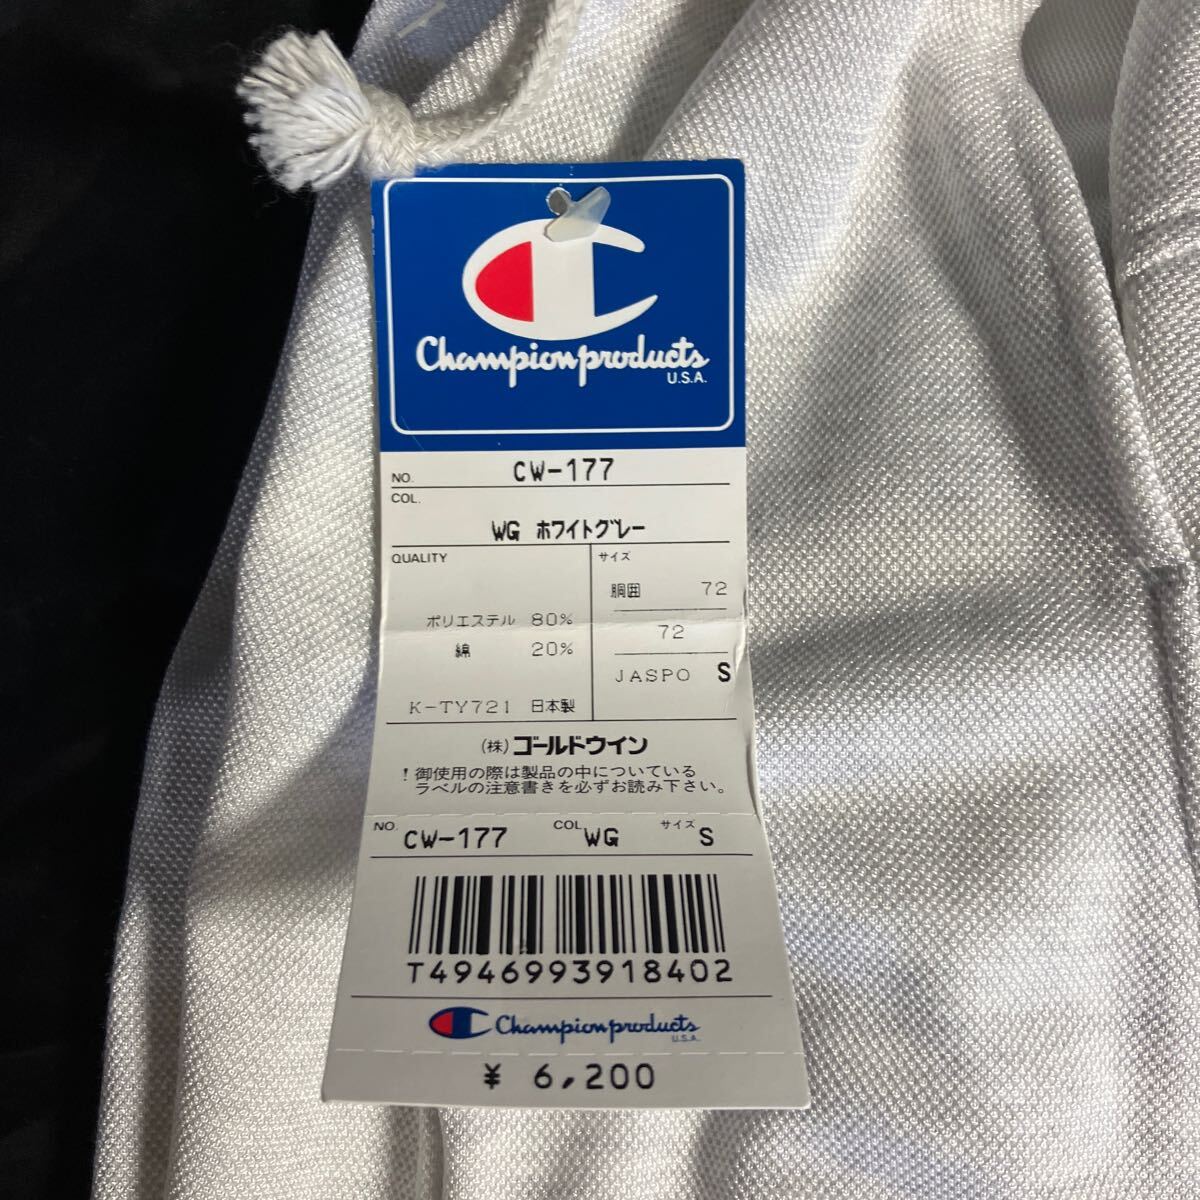 Champion products
U.S.A.
NO. CW-177
COL.
WG ホワイトグレー
QUALITY
ポリエステル 80%
綿 20%
K-TY721 日本製
サイズ
胴囲 72
72
JASPO S
(株)ゴールドウイン
！御使用の際は製品の中についている
ラベルの注意書きを必ずお読み下さい。
NO. CW-177 COL WG サイズ S
T4946993918402
Champion products
U.S.A.
¥ 6,200